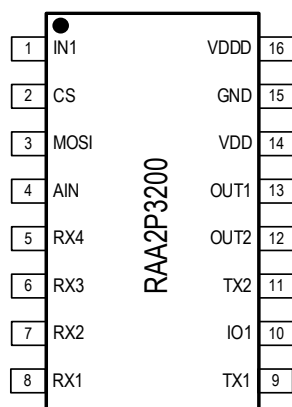 1 IN1 VDDD 16
2 CS GND 15
3 MOSI VDD 14
4 AIN OUT1 13
5 RX4 OUT2 12
6 RX3 TX2 11
7 RX2 IO1 10
8 RX1 TX1 9
RAA2P3200